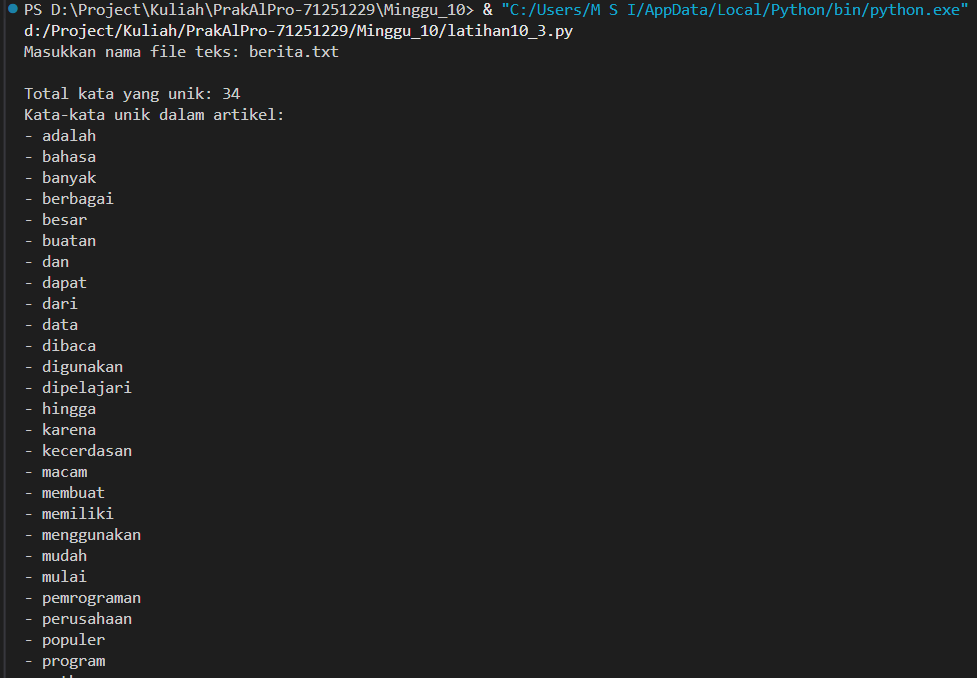 PS D:\Project\Kuliah\PrakAlPro-71251229\Minggu_10> & "C:/Users/M S I/AppData/Local/Python/bin/python.exe"
d:/Project/Kuliah/PrakAlPro-71251229/Minggu_10/latihan10_3.py
Masukkan nama file teks: berita.txt
Total kata yang unik: 34
Kata-kata unik dalam artikel:
- adalah
- bahasa
- banyak
- berbagai
- besar
- buatan
- dan
- dapat
- dari
- data
- dibaca
- digunakan
- dipelajari
- hingga
- karena
- kecerdasan
- macam
- membuat
- memiliki
- menggunakan
- mudah
- mulai
- pemrograman
- perusahaan
- populer
- program